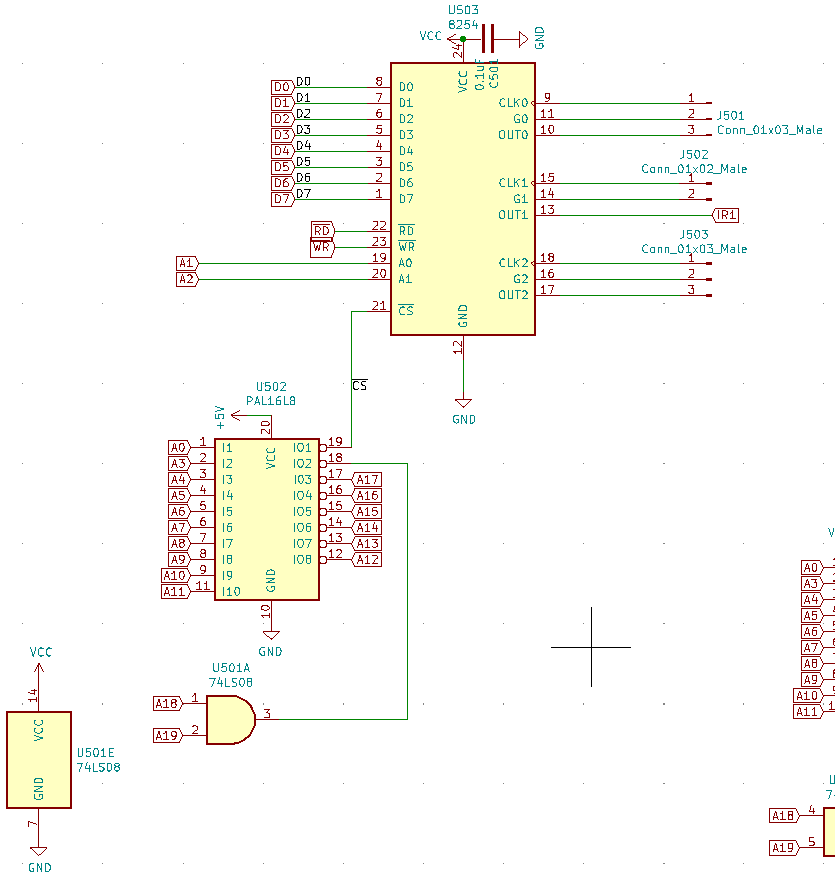 U503
8254
VCC
24
VCC
0.1uF
C501
GND
D0 D0 8 D0
D1 D1 7 D1
D2 D2 6 D2
D3 D3 5 D3
D4 D4 4 D4
D5 D5 3 D5
D6 D6 2 D6
D7 D7 1 D7
RD 22 RD
WR 23 WR
A1 19 A0
A2 20 A1
21 CS
CLK0 9 1
G0 11 2
OUT0 10 3
J501
Conn_01x03_Male
J502
Conn_01x02_Male
CLK1 15 1
G1 14 2
OUT1 13 IR1
J503
Conn_01x03_Male
CLK2 18 1
G2 16 2
OUT2 17 3
GND
12
GND
CS
U502
PAL16L8
+5V
20
VCC
A0 1 I1 IO1 19
A3 2 I2 IO2 18
A4 3 I3 IO3 17 A17
A5 4 I4 IO4 16 A16
A6 5 I5 IO5 15 A15
A7 6 I6 IO6 14 A14
A8 7 I7 IO7 13 A13
A9 8 I8 IO8 12 A12
A10 9 I9
A11 11 I10
GND
10
GND
U501A
74LS08
A18 1
A19 2
3
VCC
14
VCC
U501E
74LS08
GND
7
GND
A0
A3
A4
A5
A6
A7
A8
A9
A10
A11
A18 4
A19 5